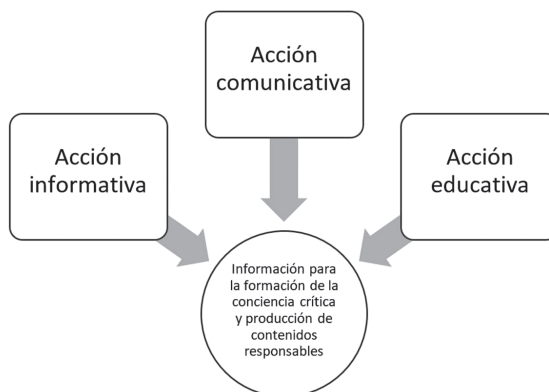 Acción
comunicativa
Acción
informativa
Acción
educativa
Información para
la formación de la
conciencia crítica
y producción de
contenidos
responsables